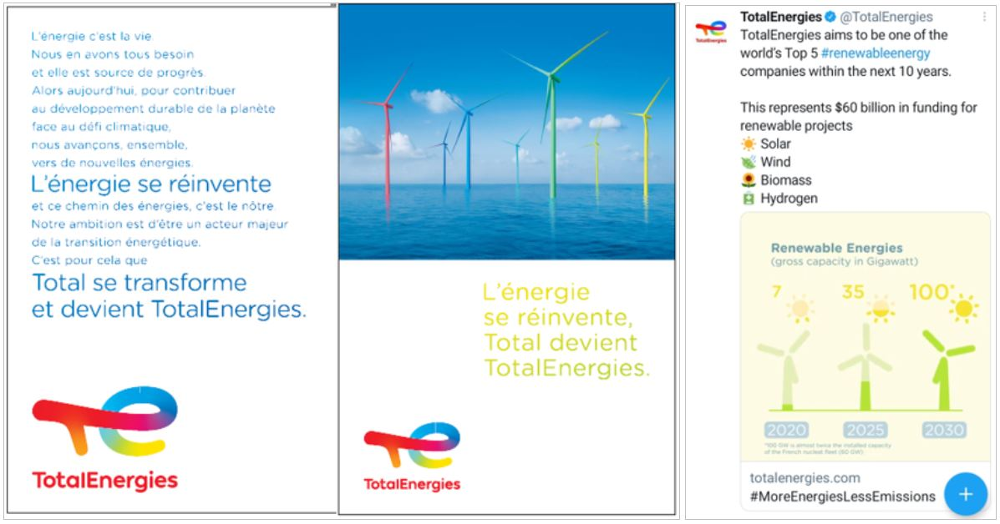 L'énergie c'est la vie.
Nous en avons tous besoin
et elle est source de progrès.
Alors aujourd'hui, pour contribuer
au développement durable de la planète
face au défi climatique,
nous avançons, ensemble,
vers de nouvelles énergies.
L'énergie se réinvente
et ce chemin des énergies, c'est le nôtre.
Notre ambition est d'être un acteur majeur
de la transition énergétique.
C'est pour cela que
Total se transforme
et devient TotalEnergies.
TotalEnergies
L'énergie
se réinvente,
Total devient
TotalEnergies.
TotalEnergies
TotalEnergies @TotalEnergies
TotalEnergies
TotalEnergies aims to be one of the
world's Top 5 #renewableenergy
companies within the next 10 years.
This represents $60 billion in funding for
renewable projects
Solar
Wind
Biomass
Hydrogen
Renewable Energies
(gross capacity in Gigawatt)
7 35 100*
2020 2025 2030
*100 GW is almost twice the installed capacity
of the French nuclear fleet (60 GW)
totalenergies.com
#MoreEnergiesLessEmissions